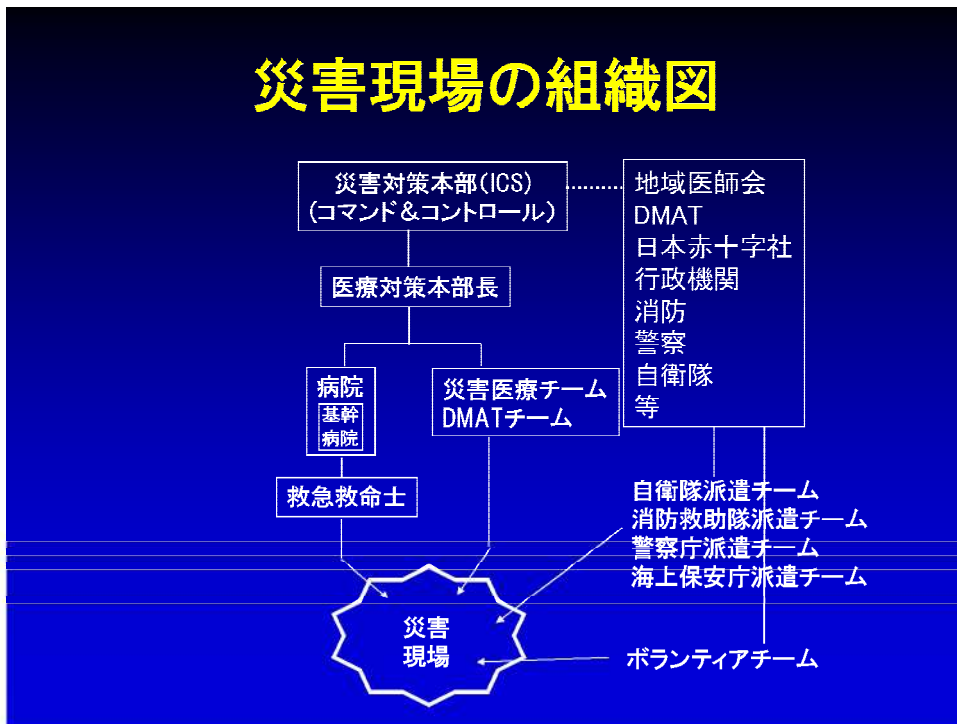 災害現場の組織図
災害対策本部(ICS)
(コマンド＆コントロール)
医療対策本部長
病院
基幹
病院
災害医療チーム
DMATチーム
救急救命士
地域医師会
DMAT
日本赤十字社
行政機関
消防
警察
自衛隊
等
自衛隊派遣チーム
消防救助隊派遣チーム
警察庁派遣チーム
海上保安庁派遣チーム
ボランティアチーム
災害
現場